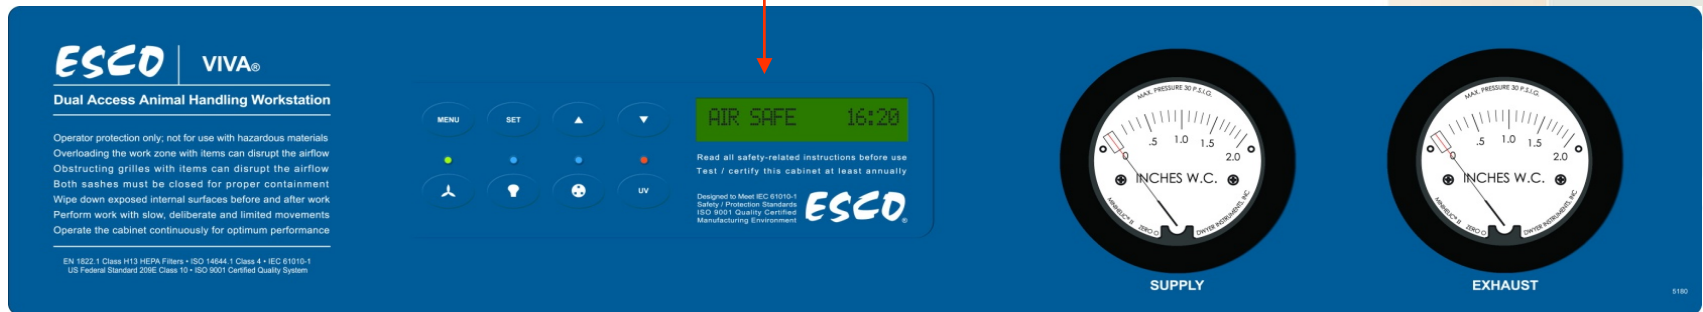 ESCO VIVA®
Dual Access Animal Handling Workstation
Operator protection only; not for use with hazardous materials
Overloading the work zone with items can disrupt the airflow
Obstructing grilles with items can disrupt the airflow
Both sashes must be closed for proper containment
Wipe down exposed internal surfaces before and after work
Perform work with slow, deliberate and limited movements
Operate the cabinet continuously for optimum performance
EN 1822.1 Class H13 HEPA Filters • ISO 14644.1 Class 4 • IEC 61010-1
US Federal Standard 209E Class 10 • ISO 9001 Certified Quality System
MENU SET
UV
AIR SAFE 16:20
Read all safety-related instructions before use
Test / certify this cabinet at least annually
Designed to Meet IEC 61010-1
Safety / Protection Standards
ISO 9001 Quality Certified
Manufacturing Environment
ESCO®
MAX. PRESSURE 30 P.S.I.G.
0 .5 1.0 1.5 2.0
INCHES W.C.
MINIHELIC® II ZERO DWYER INSTRUMENTS, INC
SUPPLY
MAX. PRESSURE 30 P.S.I.G.
0 .5 1.0 1.5 2.0
INCHES W.C.
MINIHELIC® II ZERO DWYER INSTRUMENTS, INC
EXHAUST
5180